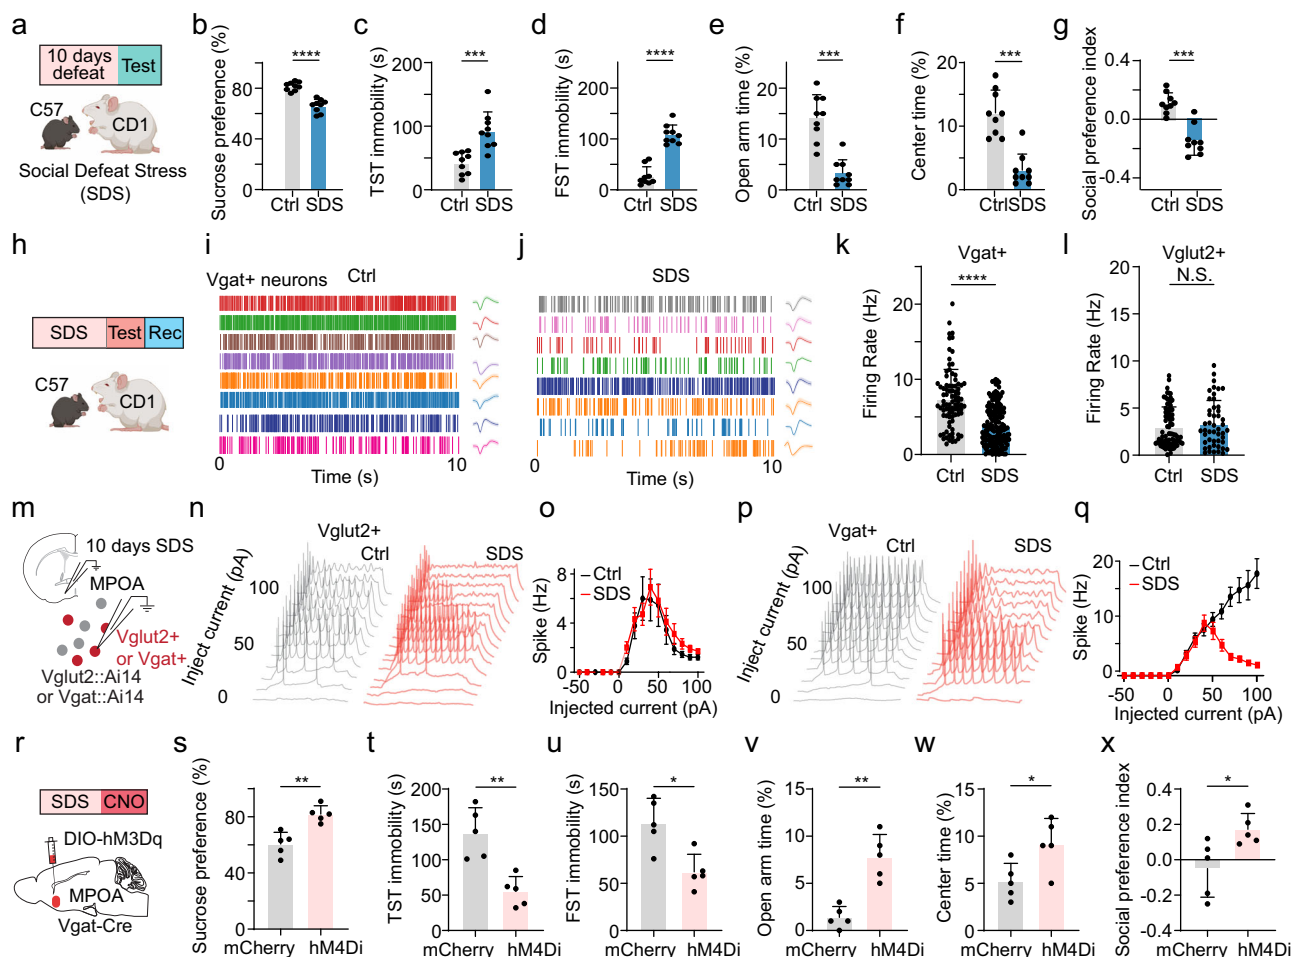 a
10 days
defeat
Test
C57
CD1
Social Defeat Stress
(SDS)
b
Sucrose preference (%)
120
80
40
0
****
Ctrl SDS
c
TST immobility (s)
200
100
0
***
Ctrl SDS
d
FST immobility (s)
200
100
0
****
Ctrl SDS
e
Open arm time (%)
30
20
10
0
***
Ctrl SDS
f
Center time (%)
20
10
0
***
Ctrl SDS
g
Social preference index
0.4
0.0
-0.4
***
Ctrl SDS
h
SDS
Test
Rec
C57
CD1
i
Vgat+ neurons
Ctrl
0
10
Time (s)
j
SDS
0
10
Time (s)
k
Vgat+
Firing Rate (Hz)
20
10
0
****
Ctrl SDS
l
Vglut2+
Firing Rate (Hz)
20
15
10
5
0
N.S.
Ctrl SDS
m
10 days SDS
MPOA
Vglut2+
or Vgat+
Vglut2::Ai14
or Vgat::Ai14
n
Vglut2+
Ctrl
SDS
Inject current (pA)
100
50
0
o
Spike (Hz)
8
4
0
Ctrl
SDS
-50 0 50 100
Injected current (pA)
p
Vgat+
Ctrl
SDS
Inject current (pA)
100
50
0
q
Spike (Hz)
20
10
0
Ctrl
SDS
-50 0 50 100
Injected current (pA)
r
SDS
CNO
DIO-hM3Dq
MPOA
Vgat-Cre
s
Sucrose preference (%)
80
40
0
**
mCherry hM4Di
t
TST immobility (s)
200
150
100
50
0
**
mCherry hM4Di
u
FST immobility (s)
150
100
50
0
*
mCherry hM4Di
v
Open arm time (%)
15
10
5
0
**
mCherry hM4Di
w
Center time (%)
15
10
5
0
*
mCherry hM4Di
x
Social preference index
0.4
0.2
0.0
-0.2
-0.4
*
mCherry hM4Di